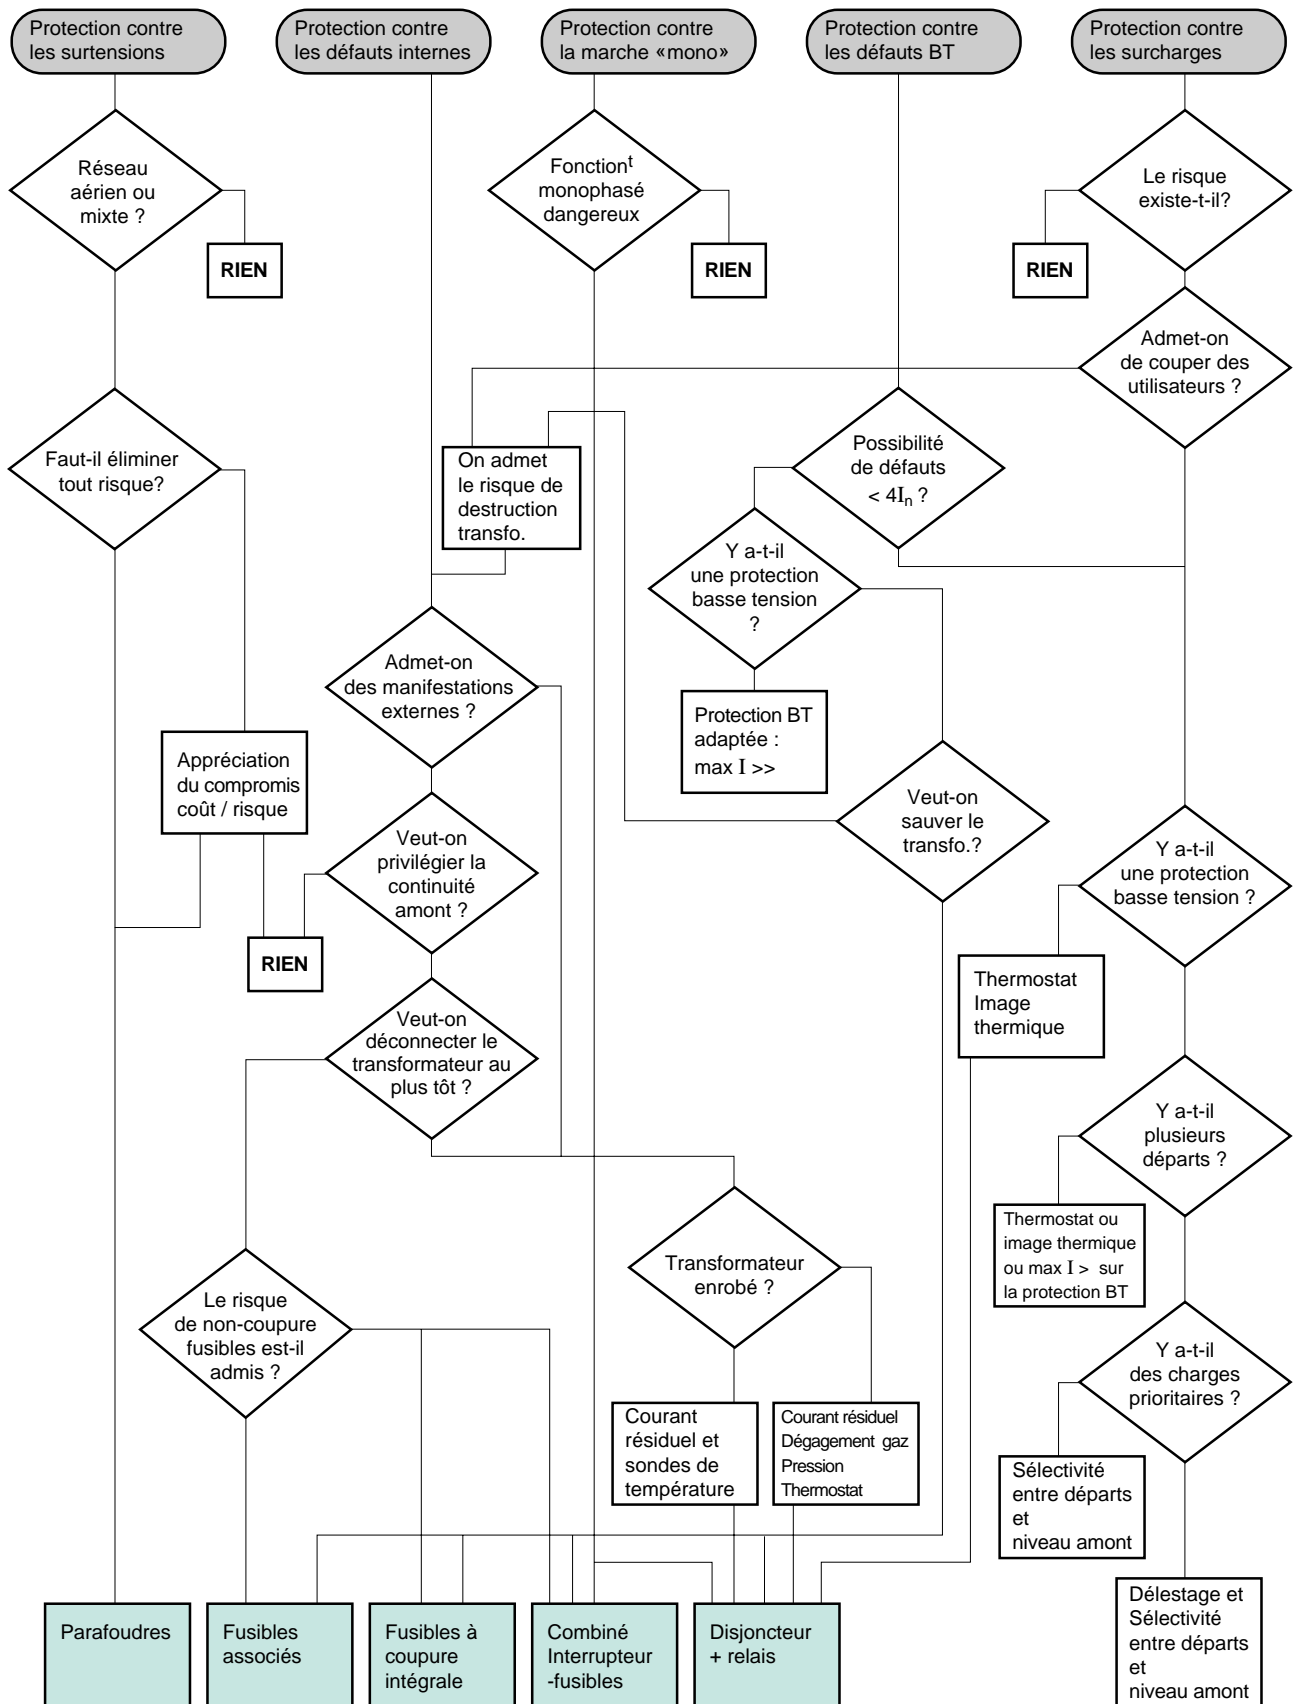 Protection contre
les surtensions
Protection contre
les défauts internes
Protection contre
la marche «mono»
Protection contre
les défauts BT
Protection contre
les surcharges
Réseau
aérien ou
mixte ?
RIEN
Fonctionᵗ
monophasé
dangereux
RIEN
Le risque
existe-t-il?
RIEN
Admet-on
de couper des
utilisateurs ?
Faut-il éliminer
tout risque?
On admet
le risque de
destruction
transfo.
Possibilité
de défauts
< 4Iₙ ?
Y a-t-il
une protection
basse tension
?
Admet-on
des manifestations
externes ?
Protection BT
adaptée :
max I >>
Appréciation
du compromis
coût / risque
Veut-on
privilégier la
continuité
amont ?
Veut-on
sauver le
transfo.?
Y a-t-il
une protection
basse tension ?
RIEN
Thermostat
Image
thermique
Veut-on
déconnecter le
transformateur au
plus tôt ?
Y a-t-il
plusieurs
départs ?
Thermostat ou
image thermique
ou max I > sur
la protection BT
Transformateur
enrobé ?
Le risque
de non-coupure
fusibles est-il
admis ?
Y a-t-il
des charges
prioritaires ?
Courant
résiduel et
sondes de
température
Courant résiduel
Dégagement gaz
Pression
Thermostat
Sélectivité
entre départs
et
niveau amont
Délestage et
Sélectivité
entre départs
et
niveau amont
Parafoudres
Fusibles
associés
Fusibles à
coupure
intégrale
Combiné
Interrupteur
-fusibles
Disjoncteur
+ relais